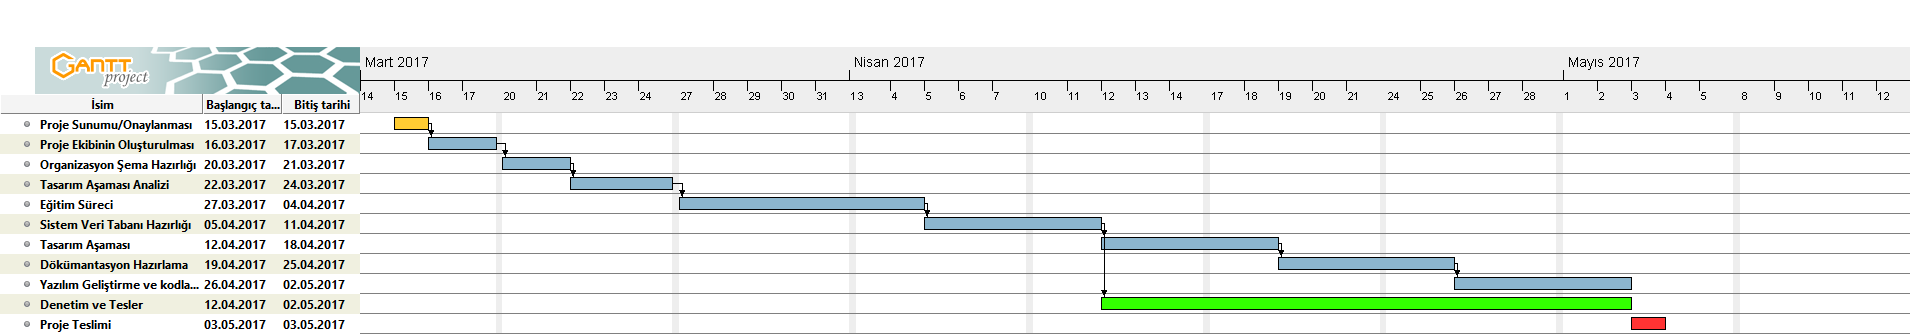 GANTT
project
Mart 2017 Nisan 2017 Mayıs 2017
14 15 16 17 20 21 22 23 24 27 28 29 30 31 13 4 5 6 7 10 11 12 13 14 17 18 19 20 21 24 25 26 27 28 1 2 3 4 5 8 9 10 11 12
İsim Başlangıç ta... Bitiş tarihi
Proje Sunumu/Onaylanması 15.03.2017 15.03.2017
Proje Ekibinin Oluşturulması 16.03.2017 17.03.2017
Organizasyon Şema Hazırlığı 20.03.2017 21.03.2017
Tasarım Aşaması Analizi 22.03.2017 24.03.2017
Eğitim Süreci 27.03.2017 04.04.2017
Sistem Veri Tabanı Hazırlığı 05.04.2017 11.04.2017
Tasarım Aşaması 12.04.2017 18.04.2017
Dökümantasyon Hazırlama 19.04.2017 25.04.2017
Yazılım Geliştirme ve kodla... 26.04.2017 02.05.2017
Denetim ve Tesler 12.04.2017 02.05.2017
Proje Teslimi 03.05.2017 03.05.2017